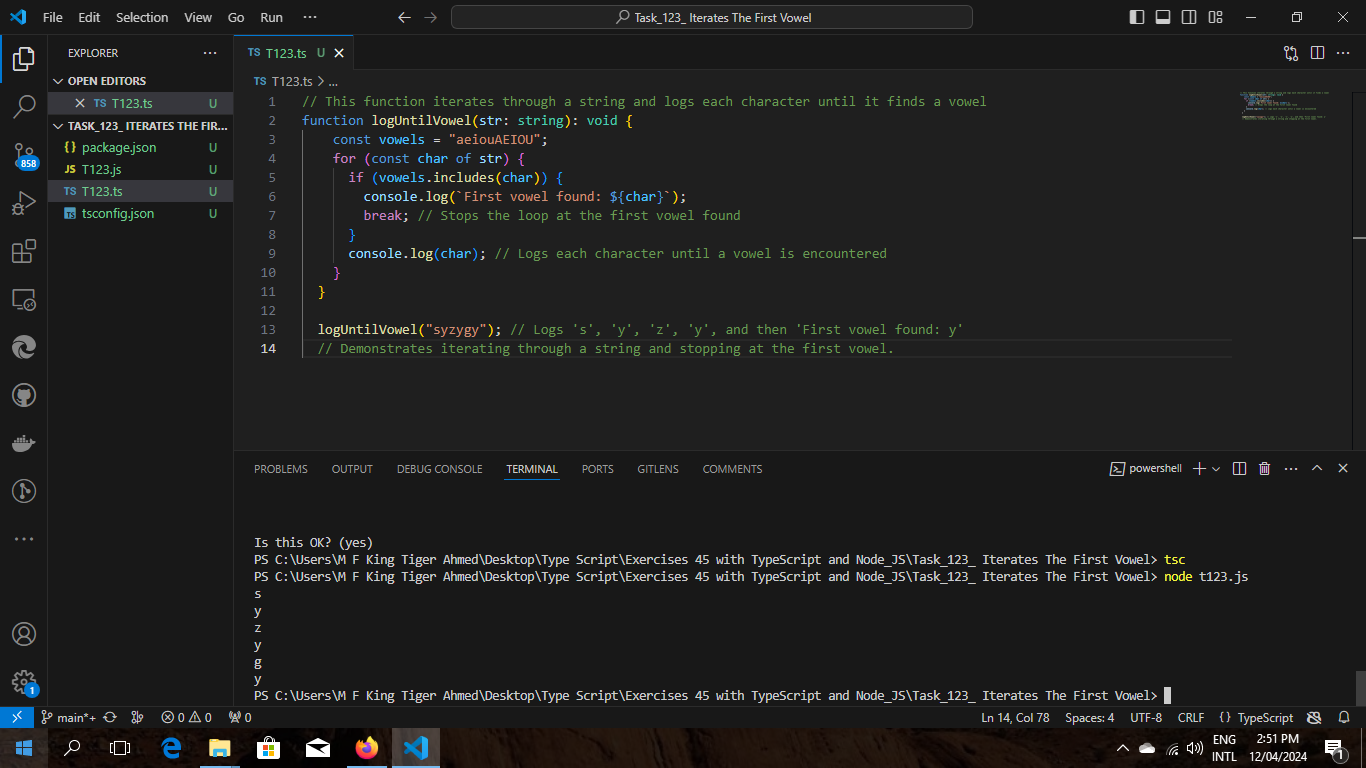 File Edit Selection View Go Run ···
Task_123_ Iterates The First Vowel
EXPLORER
OPEN EDITORS
TS T123.ts U
TASK_123_ ITERATES THE FIR...
{} package.json U
JS T123.js U
TS T123.ts U
TS tsconfig.json U
858
1
TS T123.ts U
TS T123.ts > ...
1 // This function iterates through a string and logs each character until it finds a vowel
2 function logUntilVowel(str: string): void {
3 const vowels = "aeiouAEIOU";
4 for (const char of str) {
5 if (vowels.includes(char)) {
6 console.log(`First vowel found: ${char}`);
7 break; // Stops the loop at the first vowel found
8 }
9 console.log(char); // Logs each character until a vowel is encountered
10 }
11 }
12
13 logUntilVowel("syzygy"); // Logs 's', 'y', 'z', 'y', and then 'First vowel found: y'
14 // Demonstrates iterating through a string and stopping at the first vowel.
PROBLEMS OUTPUT DEBUG CONSOLE TERMINAL PORTS GITLENS COMMENTS
powershell
Is this OK? (yes)
PS C:\Users\M F King Tiger Ahmed\Desktop\Type Script\Exercises 45 with TypeScript and Node_JS\Task_123_ Iterates The First Vowel> tsc
PS C:\Users\M F King Tiger Ahmed\Desktop\Type Script\Exercises 45 with TypeScript and Node_JS\Task_123_ Iterates The First Vowel> node t123.js
s
y
z
y
g
y
PS C:\Users\M F King Tiger Ahmed\Desktop\Type Script\Exercises 45 with TypeScript and Node_JS\Task_123_ Iterates The First Vowel>
main*+ 0 0 0 Ln 14, Col 78 Spaces: 4 UTF-8 CRLF {} TypeScript
ENG
INTL
2:51 PM
12/04/2024
1